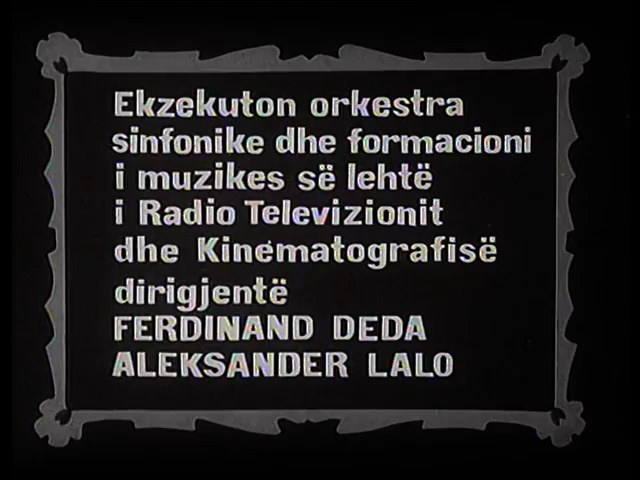 Ekzekuton orkestra
sinfonike dhe formacioni
i muzikes së lehtë
i Radio Televizionit
dhe Kinematografisë
dirigjentë
FERDINAND DEDA
ALEKSANDER LALO